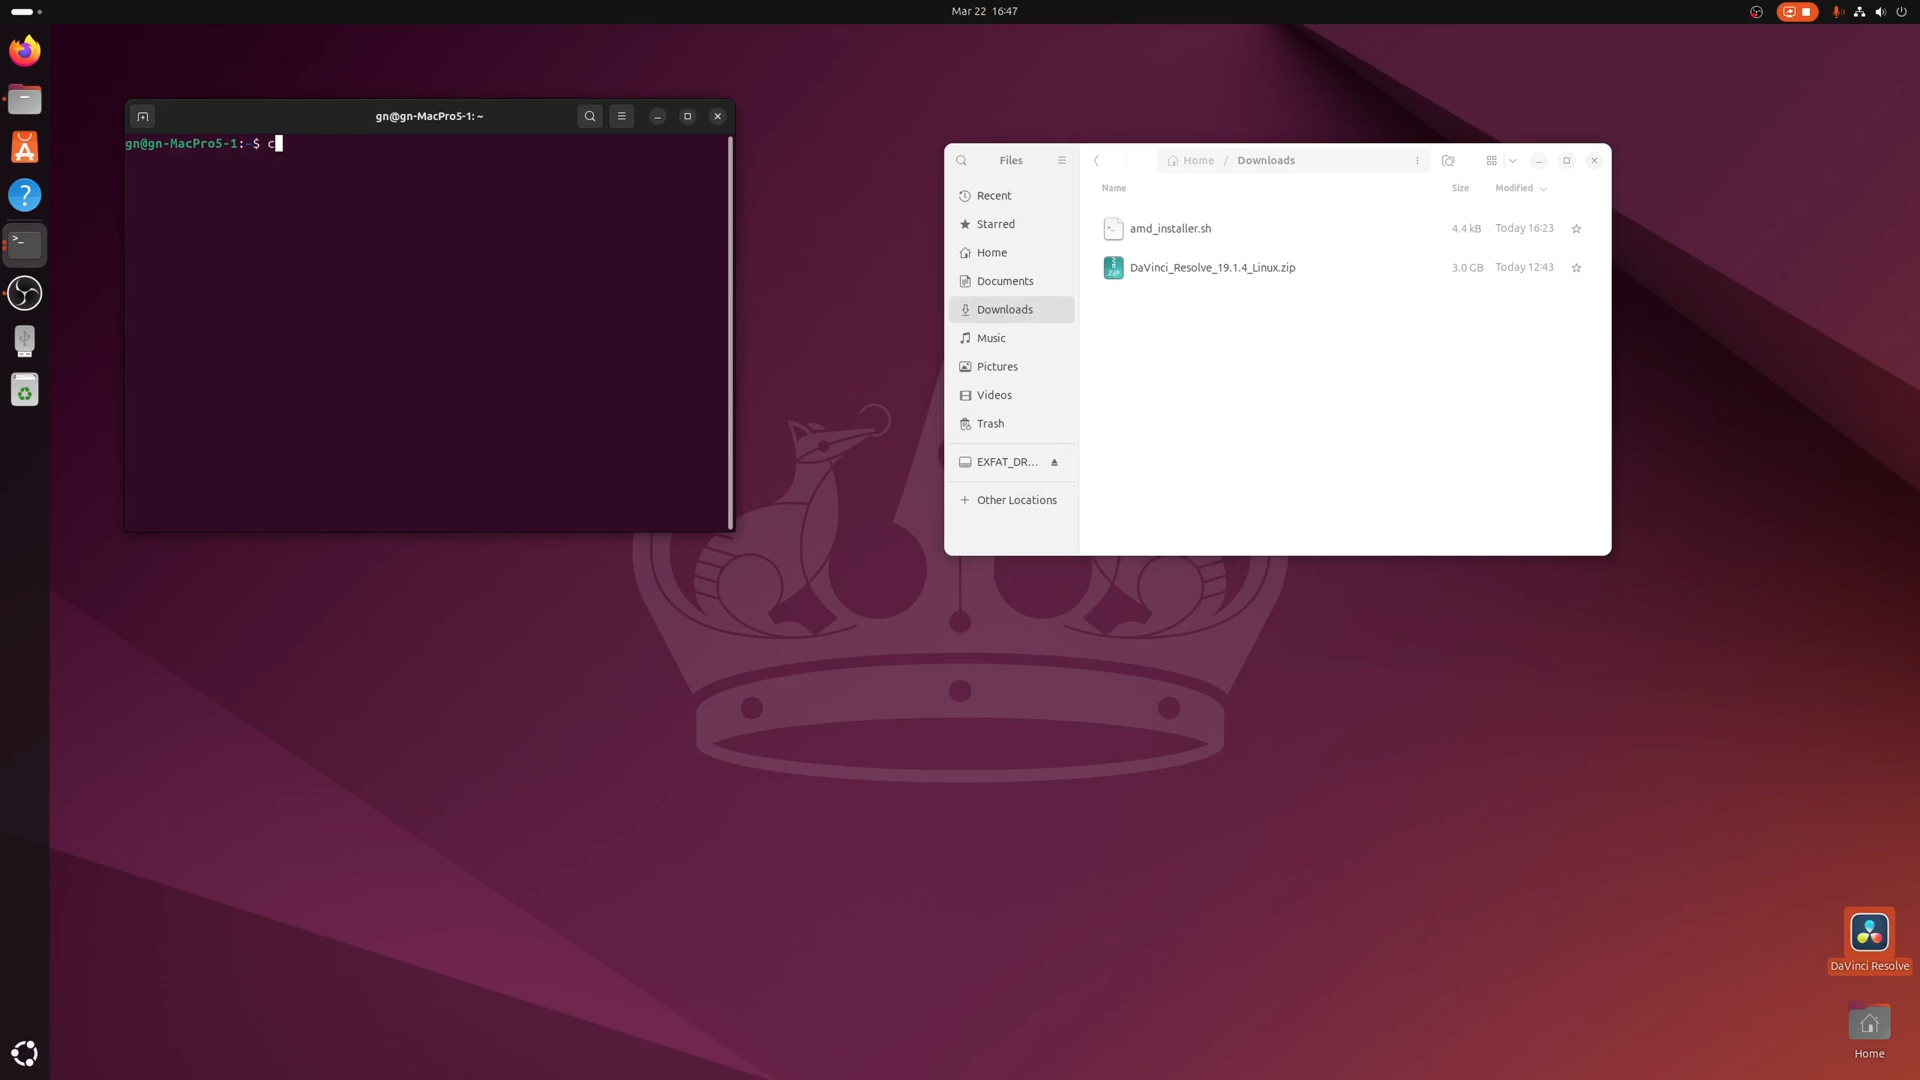 Mar 22 16:47
gn@gn-MacPro5-1: ~
gn@gn-MacPro5-1:~$ c
Files
Home / Downloads
Name Size Modified
Recent
Starred
Home
Documents
Downloads
Music
Pictures
Videos
Trash
EXFAT_DR...
Other Locations
amd_installer.sh 4.4 kB Today 16:23
DaVinci_Resolve_19.1.4_Linux.zip 3.0 GB Today 12:43
ZIP
DaVinci Resolve
Home